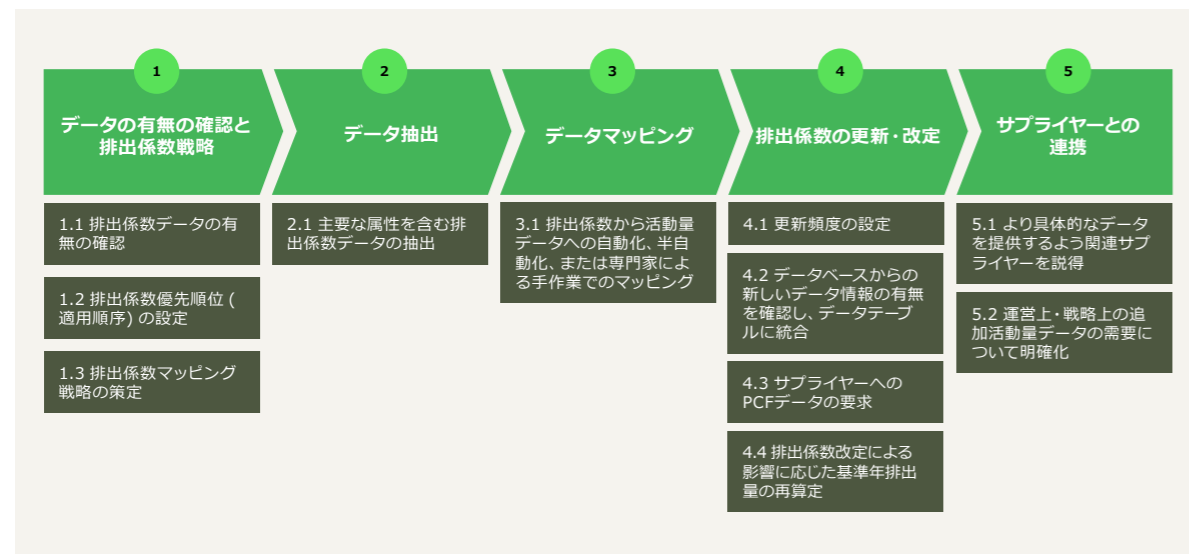 1
データの有無の確認と
排出係数戦略
1.1 排出係数データの有
無の確認
1.2 排出係数優先順位 (
適用順序) の設定
1.3 排出係数マッピング
戦略の策定
2
データ抽出
2.1 主要な属性を含む排
出係数データの抽出
3
データマッピング
3.1 排出係数から活動量
データへの自動化、半自
動化、または専門家によ
る手作業でのマッピング
4
排出係数の更新・改定
4.1 更新頻度の設定
4.2 データベースからの
新しいデータ情報の有無
を確認し、データテーブ
ルに統合
4.3 サプライヤーへの
PCFデータの要求
4.4 排出係数改定による
影響に応じた基準年排出
量の再算定
5
サプライヤーとの
連携
5.1 より具体的なデータ
を提供するよう関連サプ
ライヤーを説得
5.2 運営上・戦略上の追
加活動量データの需要に
ついて明確化